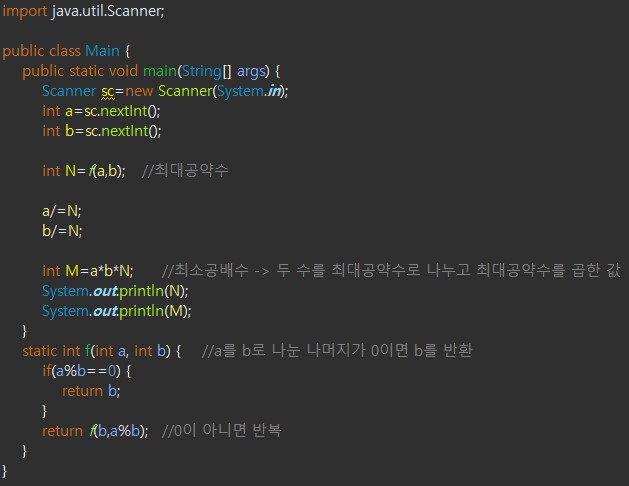 import java.util.Scanner;
public class Main {
public static void main(String[] args) {
Scanner sc=new Scanner(System.in);
int a=sc.nextInt();
int b=sc.nextInt();
int N=f(a,b); //최대공약수
a/=N;
b/=N;
int M=a*b*N; //최소공배수 -> 두 수를 최대공약수로 나누고 최대공약수를 곱한 값
System.out.println(N);
System.out.println(M);
}
static int f(int a, int b) { //a를 b로 나눈 나머지가 0이면 b를 반환
if(a%b==0) {
return b;
}
return f(b,a%b); //0이 아니면 반복
}
}